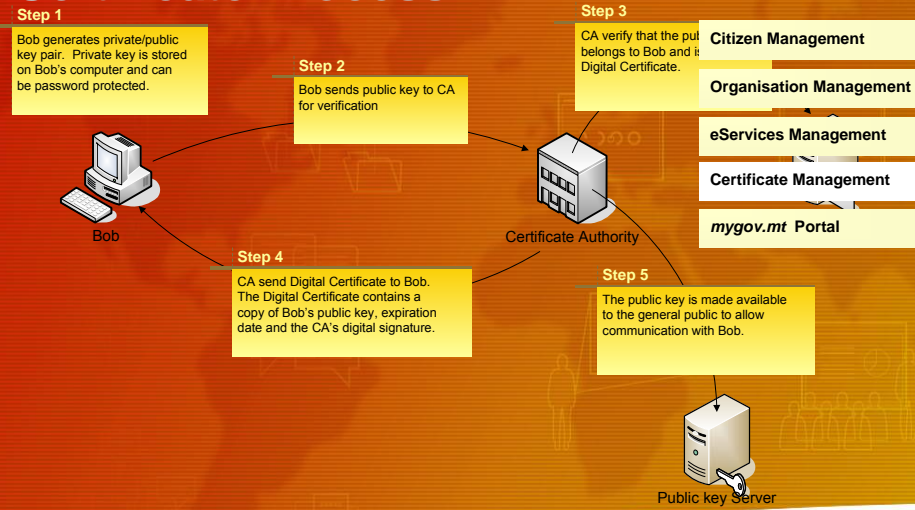 Step 1
Bob generates private/public
key pair. Private key is stored
on Bob's computer and can
be password protected.
Step 2
Bob sends public key to CA
for verification
Step 3
CA verify that the
belongs to Bob and
Digital Certificate.
Citizen Management
Organisation Management
eServices Management
Certificate Management
mygov.mt Portal
Bob
Certificate Authority
Step 4
CA send Digital Certificate to Bob.
The Digital Certificate contains a
copy of Bob's public key, expiration
date and the CA's digital signature.
Step 5
The public key is made available
to the general public to allow
communication with Bob.
Public key Server